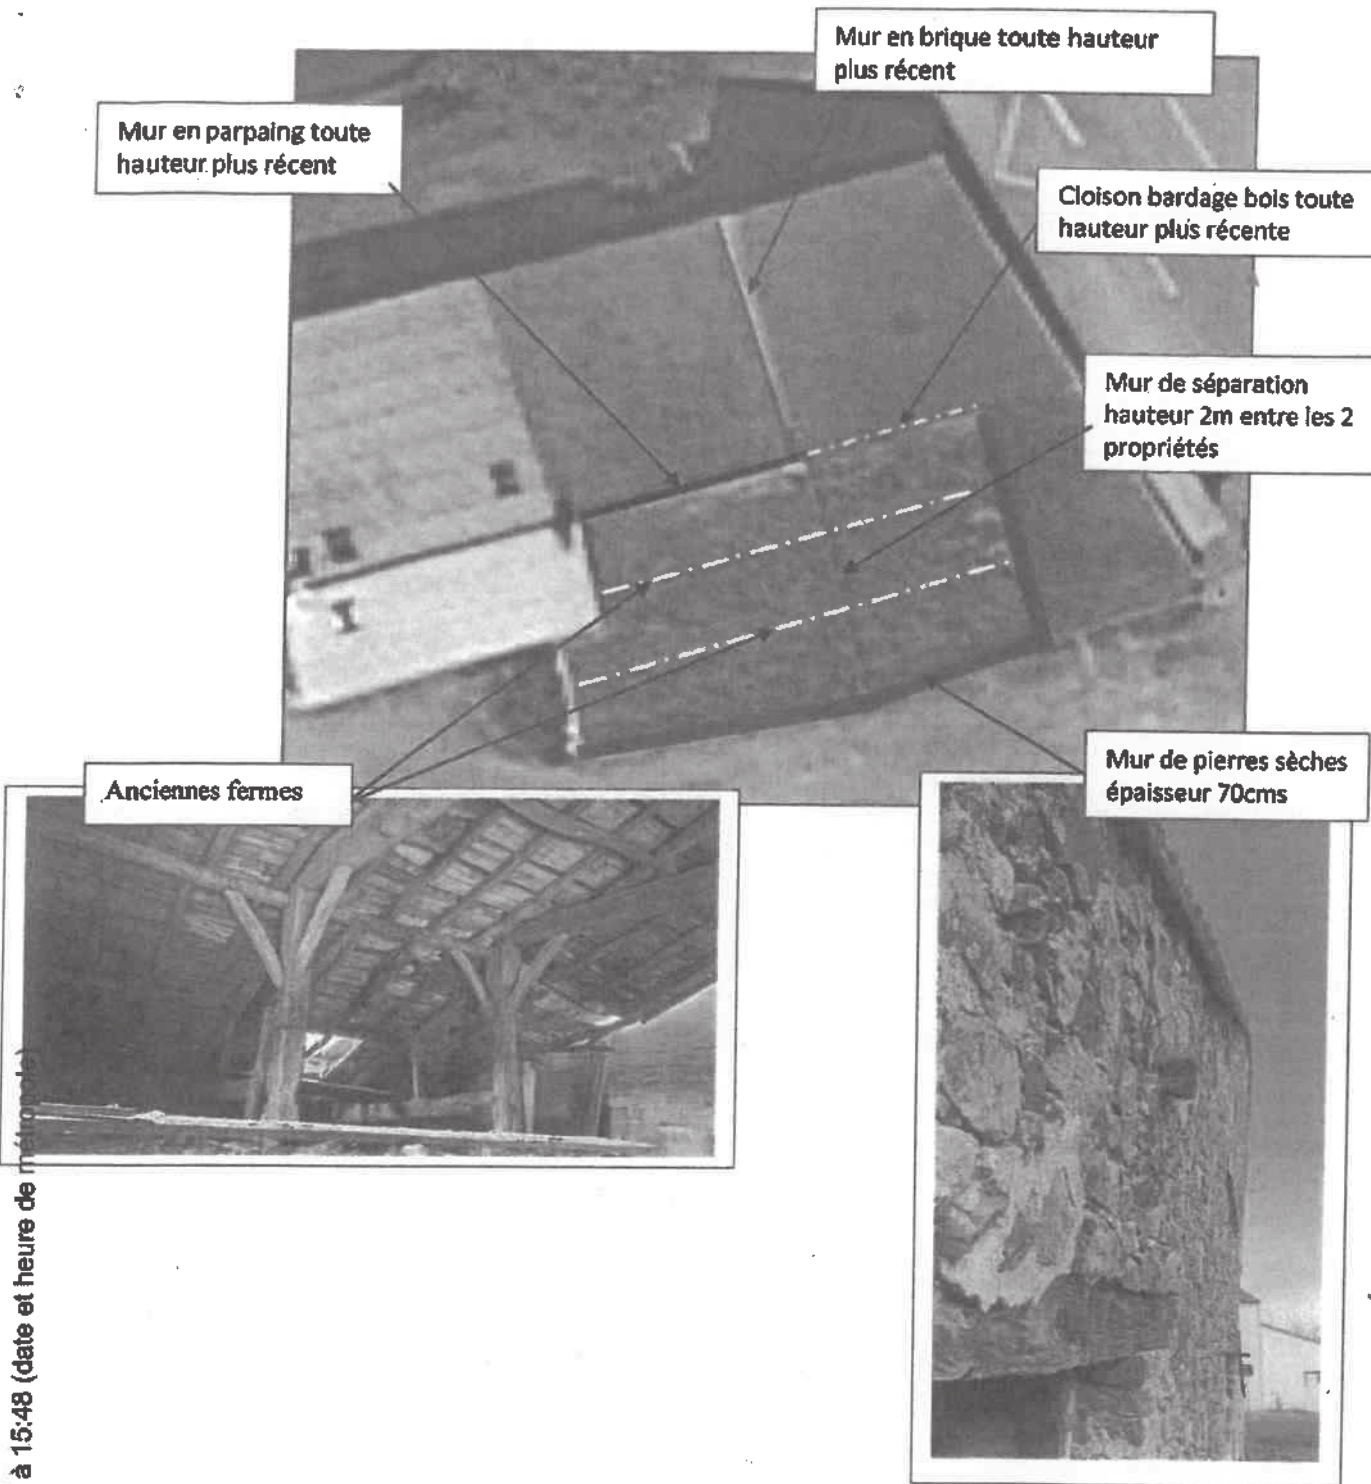 Mur en brique toute hauteur
plus récent
Mur en parpaing toute
hauteur plus récent
Cloison bardage bois toute
hauteur plus récente
Mur de séparation
hauteur 2m entre les 2
propriétés
Anciennes fermes
Mur de pierres sèches
épaisseur 70cms
à 15:48 (date et heure de métropole)